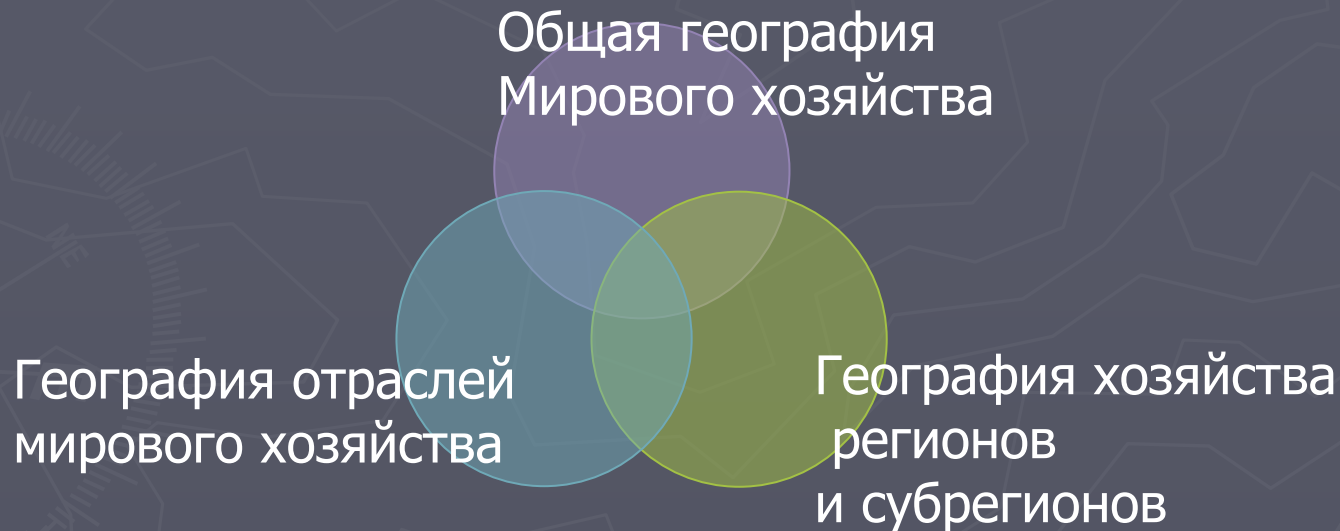 Общая география
Мирового хозяйства
География отраслей
мирового хозяйства
География хозяйства
регионов
и субрегионов